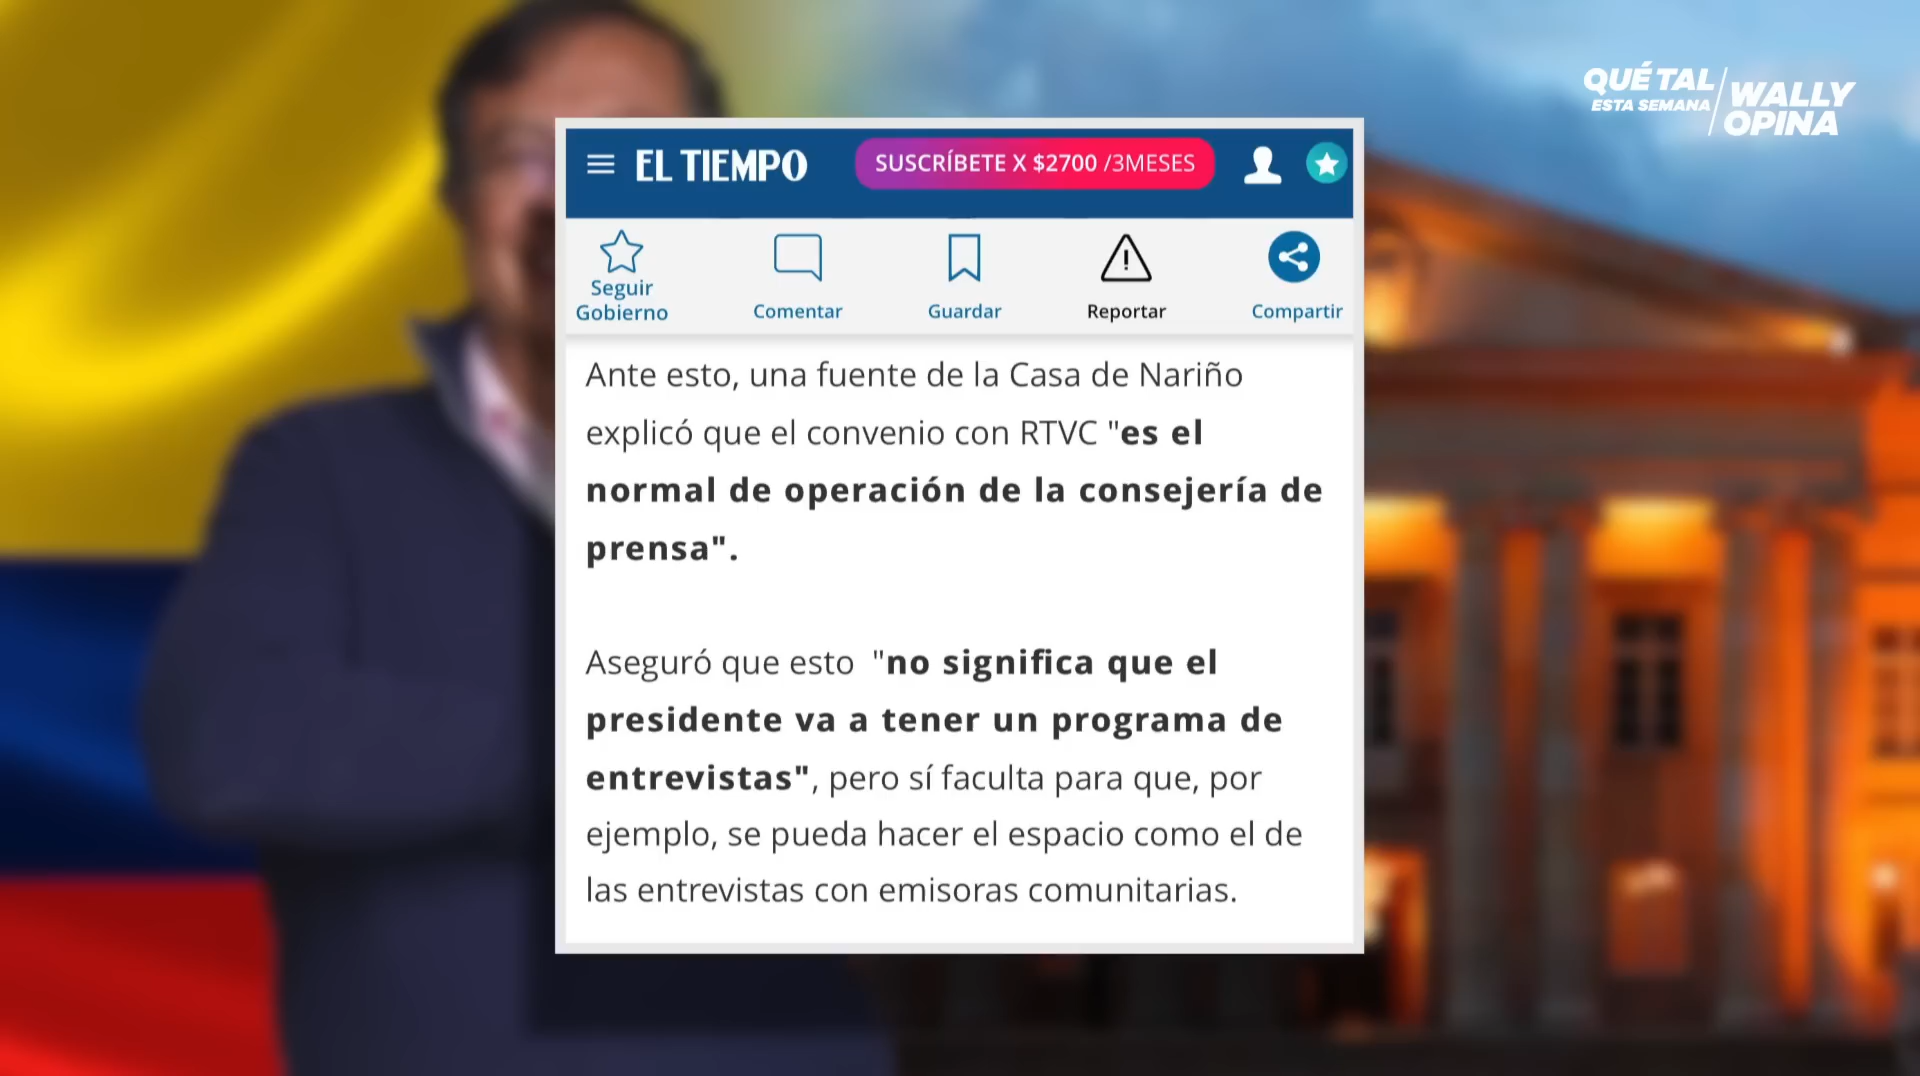 QUÉ TAL
ESTA SEMANA
WALLY
OPINA
EL TIEMPO
SUSCRÍBETE X $2700 /3MESES
Seguir
Gobierno
Comentar
Guardar
Reportar
Compartir
Ante esto, una fuente de la Casa de Nariño
explicó que el convenio con RTVC "es el
normal de operación de la consejería de
prensa".
Aseguró que esto "no significa que el
presidente va a tener un programa de
entrevistas", pero sí faculta para que, por
ejemplo, se pueda hacer el espacio como el de
las entrevistas con emisoras comunitarias.